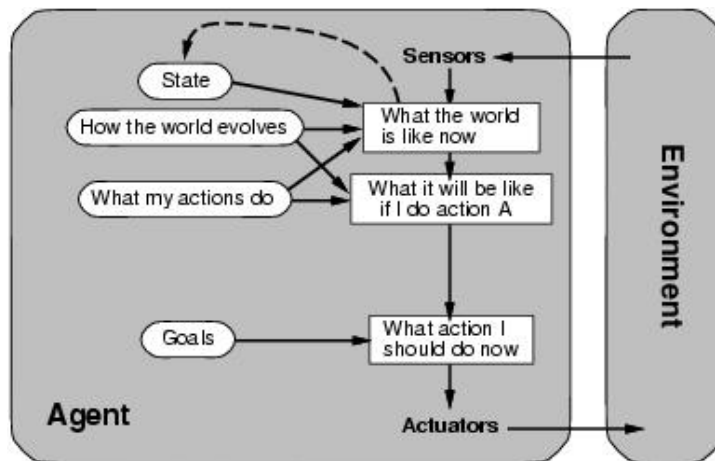 Sensors
State
What the world
is like now
How the world evolves
What my actions do
What it will be like
if I do action A
Goals
What action I
should do now
Agent
Actuators
Environment